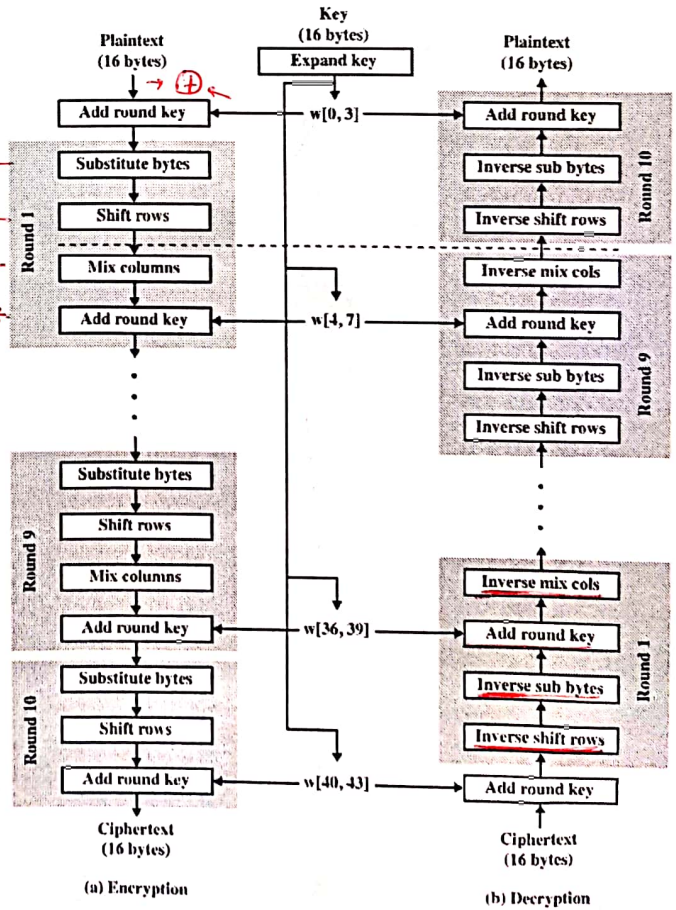 Key
(16 bytes)
Expand key
Plaintext
(16 bytes)
+
Add round key
Round 1
Substitute bytes
Shift rows
Mix columns
Add round key
Round 9
Substitute bytes
Shift rows
Mix columns
Add round key
Round 10
Substitute bytes
Shift rows
Add round key
Ciphertext
(16 bytes)
(a) Encryption
w[0, 3]
w[4, 7]
w[36, 39]
w[40, 43]
Plaintext
(16 bytes)
Add round key
Inverse sub bytes
Inverse shift rows
Round 10
Inverse mix cols
Add round key
Inverse sub bytes
Inverse shift rows
Round 9
Inverse mix cols
Add round key
Inverse sub bytes
Inverse shift rows
Round 1
Add round key
Ciphertext
(16 bytes)
(b) Decryption